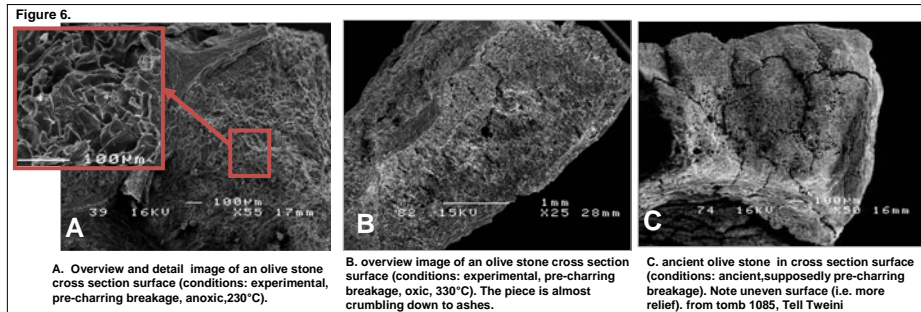 Figure 6.
100µm
39 16KV 100µm X55 17mm
A
82 15KV 1mm X25 28mm
B
74 16KV 100µm X50 16mm
C
A. Overview and detail image of an olive stone
cross section surface (conditions: experimental,
pre-charring breakage, anoxic,230°C).
B. overview image of an olive stone cross section
surface (conditions: experimental, pre-charring
breakage, oxic, 330°C). The piece is almost
crumbling down to ashes.
C. ancient olive stone in cross section surface
(conditions: ancient,supposedly pre-charring
breakage). Note uneven surface (i.e. more
relief). from tomb 1085, Tell Tweini